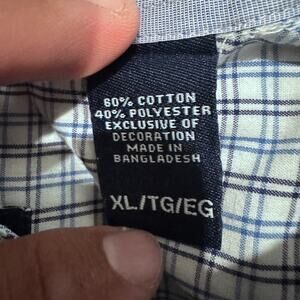 60% COTTON
40% POLYESTER
EXCLUSIVE OF
DECORATION
MADE IN
BANGLADESH
XL/TG/EG